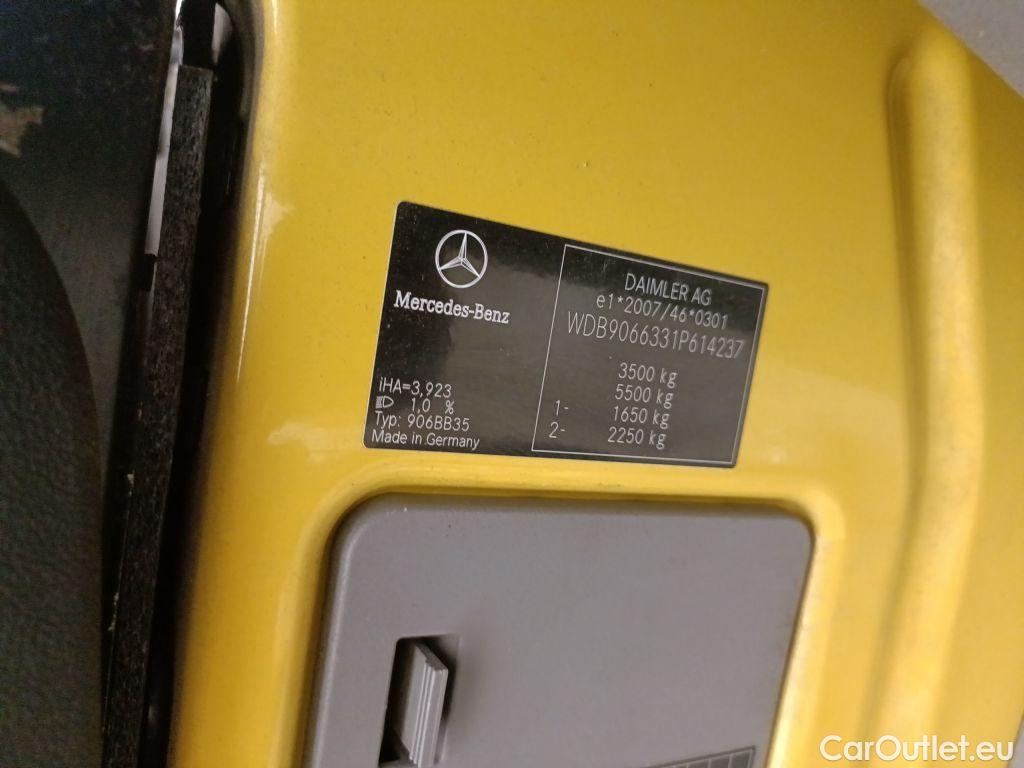 Mercedes-Benz
iHA=3,923
1.0 %
Typ: 906BB35
Made in Germany
DAIMLER AG
e1*2007/46*0301
WDB9066331P614237
3500 kg
5500 kg
1- 1650 kg
2- 2250 kg
CarOutlet.eu